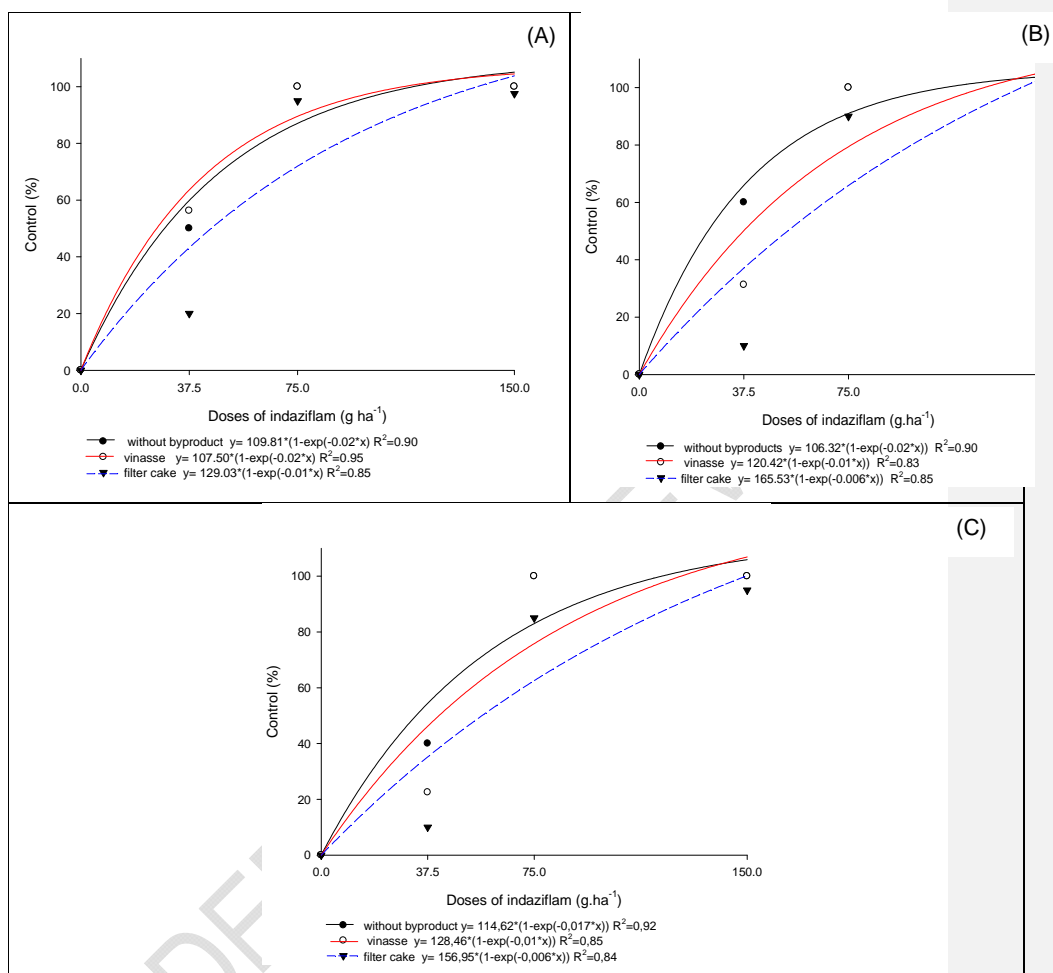 (A)
100
80
60
40
20
0
Control (%)
0.0 37.5 75.0 150.0
Doses of indaziflam (g ha⁻¹)
without byproduct y= 109.81*(1-exp(-0.02*x) R²=0.90
vinasse y= 107.50*(1-exp(-0.02*x) R²=0.95
filter cake y= 129.03*(1-exp(-0.01*x) R²=0.85
(B)
100
80
60
40
20
0
Control (%)
0.0 37.5 75.0
Doses of indaziflam (g.ha⁻¹)
without byproducts y= 106.32*(1-exp(-0.02*x)) R²=0.90
vinasse y= 120.42*(1-exp(-0.01*x)) R²=0.83
filter cake y= 165.53*(1-exp(-0.006*x)) R²=0.85
(C)
100
80
60
40
20
0
Control (%)
0.0 37.5 75.0 150.0
Doses of indaziflam (g.ha⁻¹)
without byproduct y= 114,62*(1-exp(-0,017*x)) R²=0,92
vinasse y= 128,46*(1-exp(-0,01*x)) R²=0,85
filter cake y= 156,95*(1-exp(-0,006*x)) R²=0,84